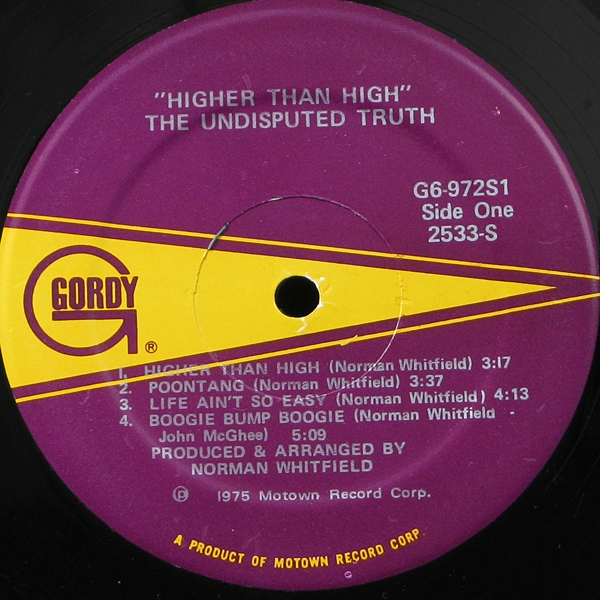 "HIGHER THAN HIGH"
THE UNDISPUTED TRUTH
G6-972S1
Side One
2533-S
GORDY
®
1. HIGHER THAN HIGH (Norman Whitfield) 3:17
2. POONTANG (Norman Whitfield) 3:37
3. LIFE AIN'T SO EASY (Norman Whitfield) 4:13
4. BOOGIE BUMP BOOGIE (Norman Whitfield -
John McGhee) 5:09
PRODUCED & ARRANGED BY
NORMAN WHITFIELD
℗ 1975 Motown Record Corp.
A PRODUCT OF MOTOWN RECORD CORP.
G